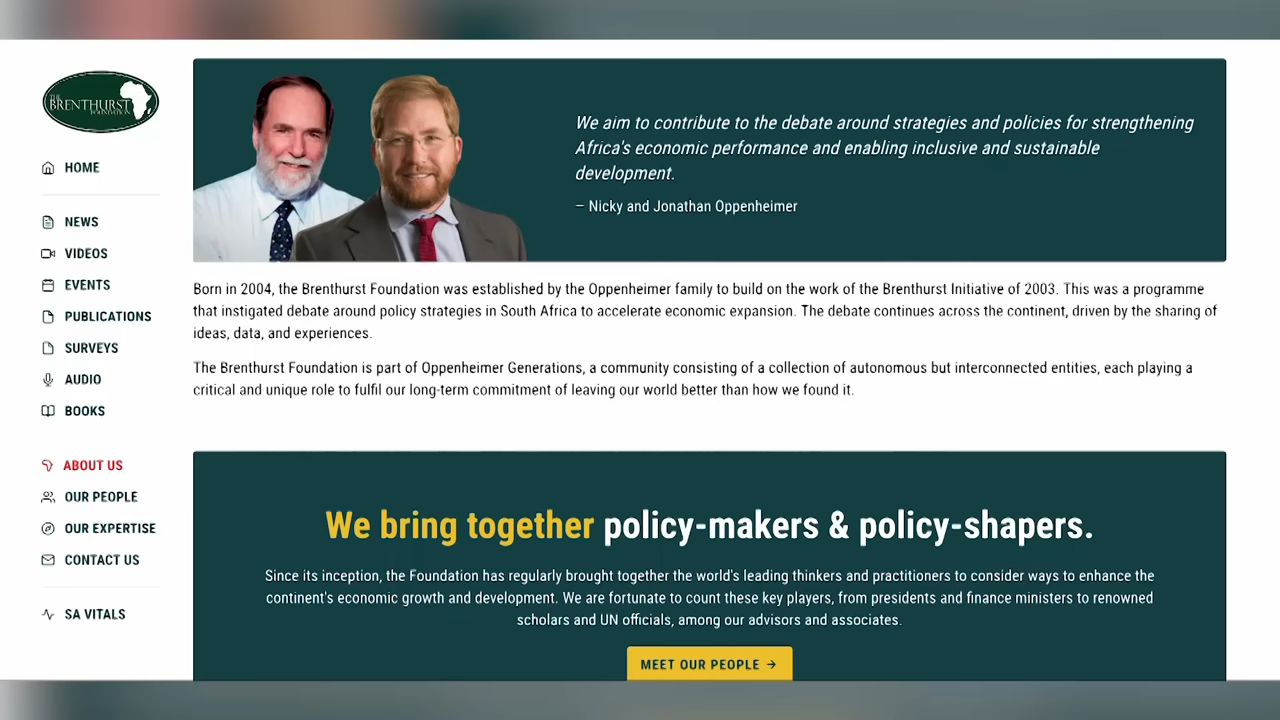 THE
BRENTHURST
FOUNDATION
HOME
NEWS
VIDEOS
EVENTS
PUBLICATIONS
SURVEYS
AUDIO
BOOKS
ABOUT US
OUR PEOPLE
OUR EXPERTISE
CONTACT US
SA VITALS
We aim to contribute to the debate around strategies and policies for strengthening
Africa's economic performance and enabling inclusive and sustainable
development.
– Nicky and Jonathan Oppenheimer
Born in 2004, the Brenthurst Foundation was established by the Oppenheimer family to build on the work of the Brenthurst Initiative of 2003. This was a programme
that instigated debate around policy strategies in South Africa to accelerate economic expansion. The debate continues across the continent, driven by the sharing of
ideas, data, and experiences.
The Brenthurst Foundation is part of Oppenheimer Generations, a community consisting of a collection of autonomous but interconnected entities, each playing a
critical and unique role to fulfil our long-term commitment of leaving our world better than how we found it.
We bring together policy-makers & policy-shapers.
Since its inception, the Foundation has regularly brought together the world's leading thinkers and practitioners to consider ways to enhance the
continent's economic growth and development. We are fortunate to count these key players, from presidents and finance ministers to renowned
scholars and UN officials, among our advisors and associates.
MEET OUR PEOPLE →